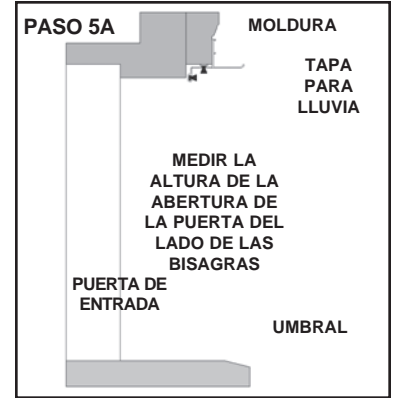 PASO 5A
MOLDURA
TAPA
PARA
LLUVIA
MEDIR LA
ALTURA DE LA
ABERTURA DE
LA PUERTA DEL
LADO DE LAS
BISAGRAS
PUERTA DE
ENTRADA
UMBRAL